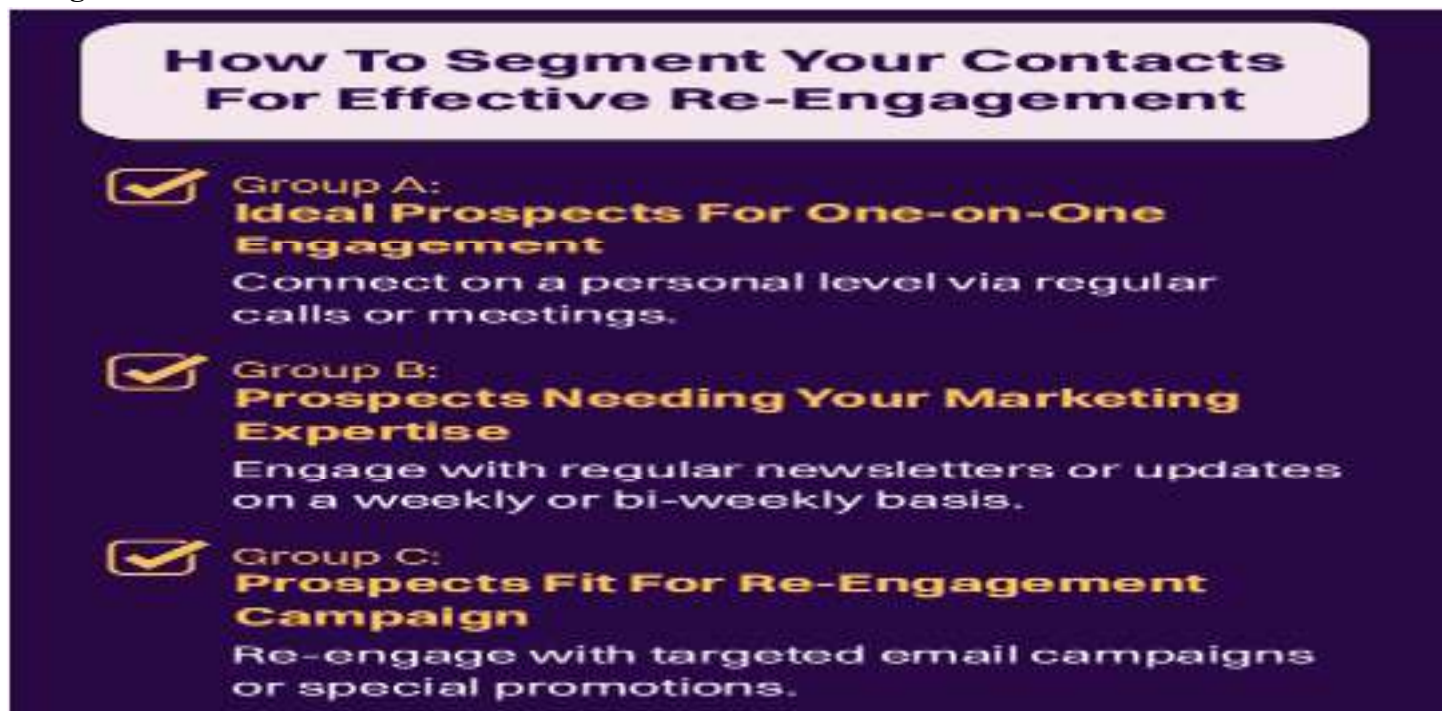 How To Segment Your Contacts
For Effective Re-Engagement
Group A:
Ideal Prospects For One-on-One
Engagement
Connect on a personal level via regular
calls or meetings.
Group B:
Prospects Needing Your Marketing
Expertise
Engage with regular newsletters or updates
on a weekly or bi-weekly basis.
Group C:
Prospects Fit For Re-Engagement
Campaign
Re-engage with targeted email campaigns
or special promotions.